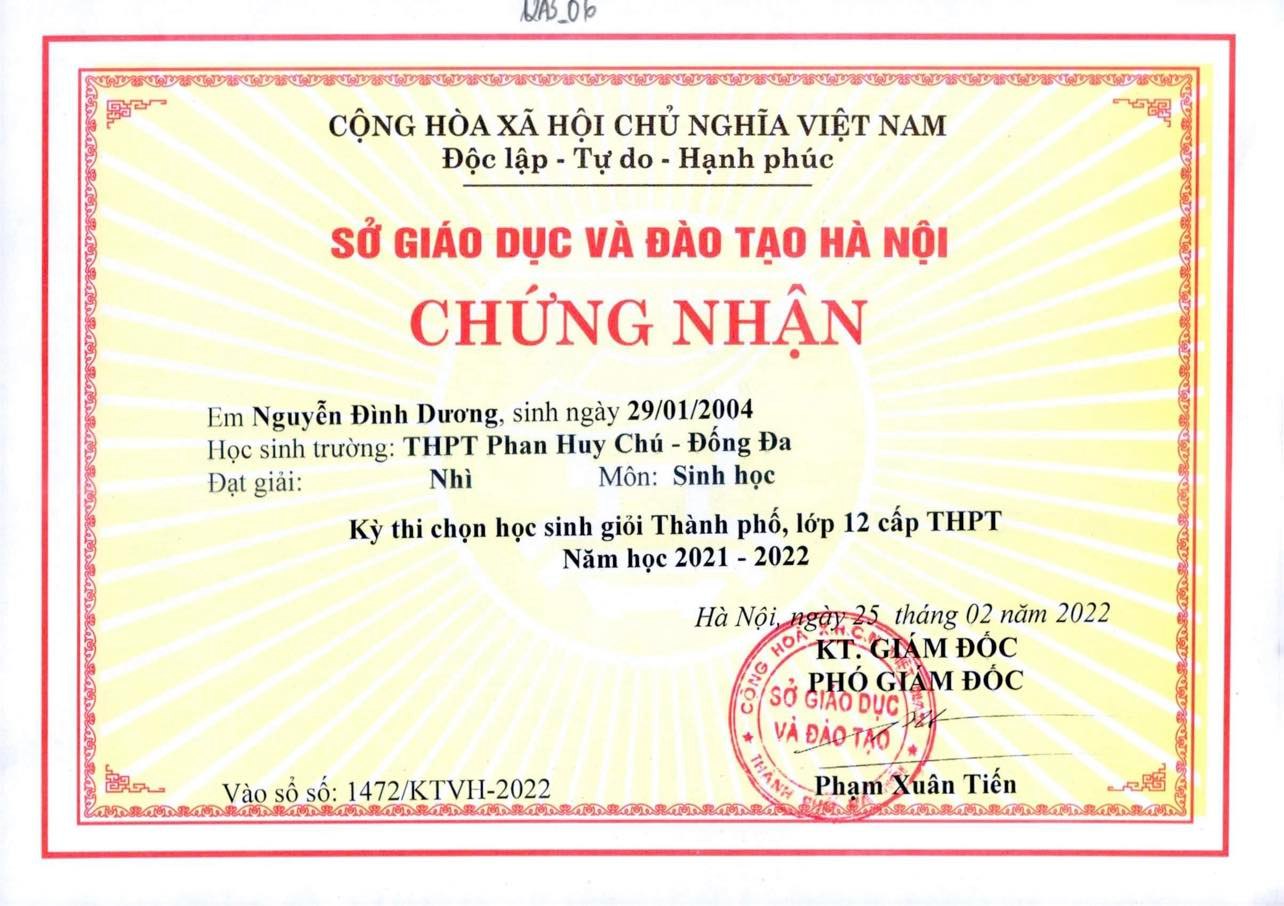 12A5_06
CỘNG HÒA XÃ HỘI CHỦ NGHĨA VIỆT NAM
Độc lập - Tự do - Hạnh phúc
SỞ GIÁO DỤC VÀ ĐÀO TẠO HÀ NỘI
CHỨNG NHẬN
Em Nguyễn Đình Dương, sinh ngày 29/01/2004
Học sinh trường: THPT Phan Huy Chú - Đống Đa
Đạt giải: Nhì Môn: Sinh học
Kỳ thi chọn học sinh giỏi Thành phố, lớp 12 cấp THPT
Năm học 2021 - 2022
Hà Nội, ngày 25 tháng 02 năm 2022
KT. GIÁM ĐỐC
PHÓ GIÁM ĐỐC
CỘNG HÒA X.H.C.N
SỞ GIÁO DỤC
VÀ ĐÀO TẠO
THÀNH PHỐ
Phạm Xuân Tiến
Vào sổ số: 1472/KTVH-2022